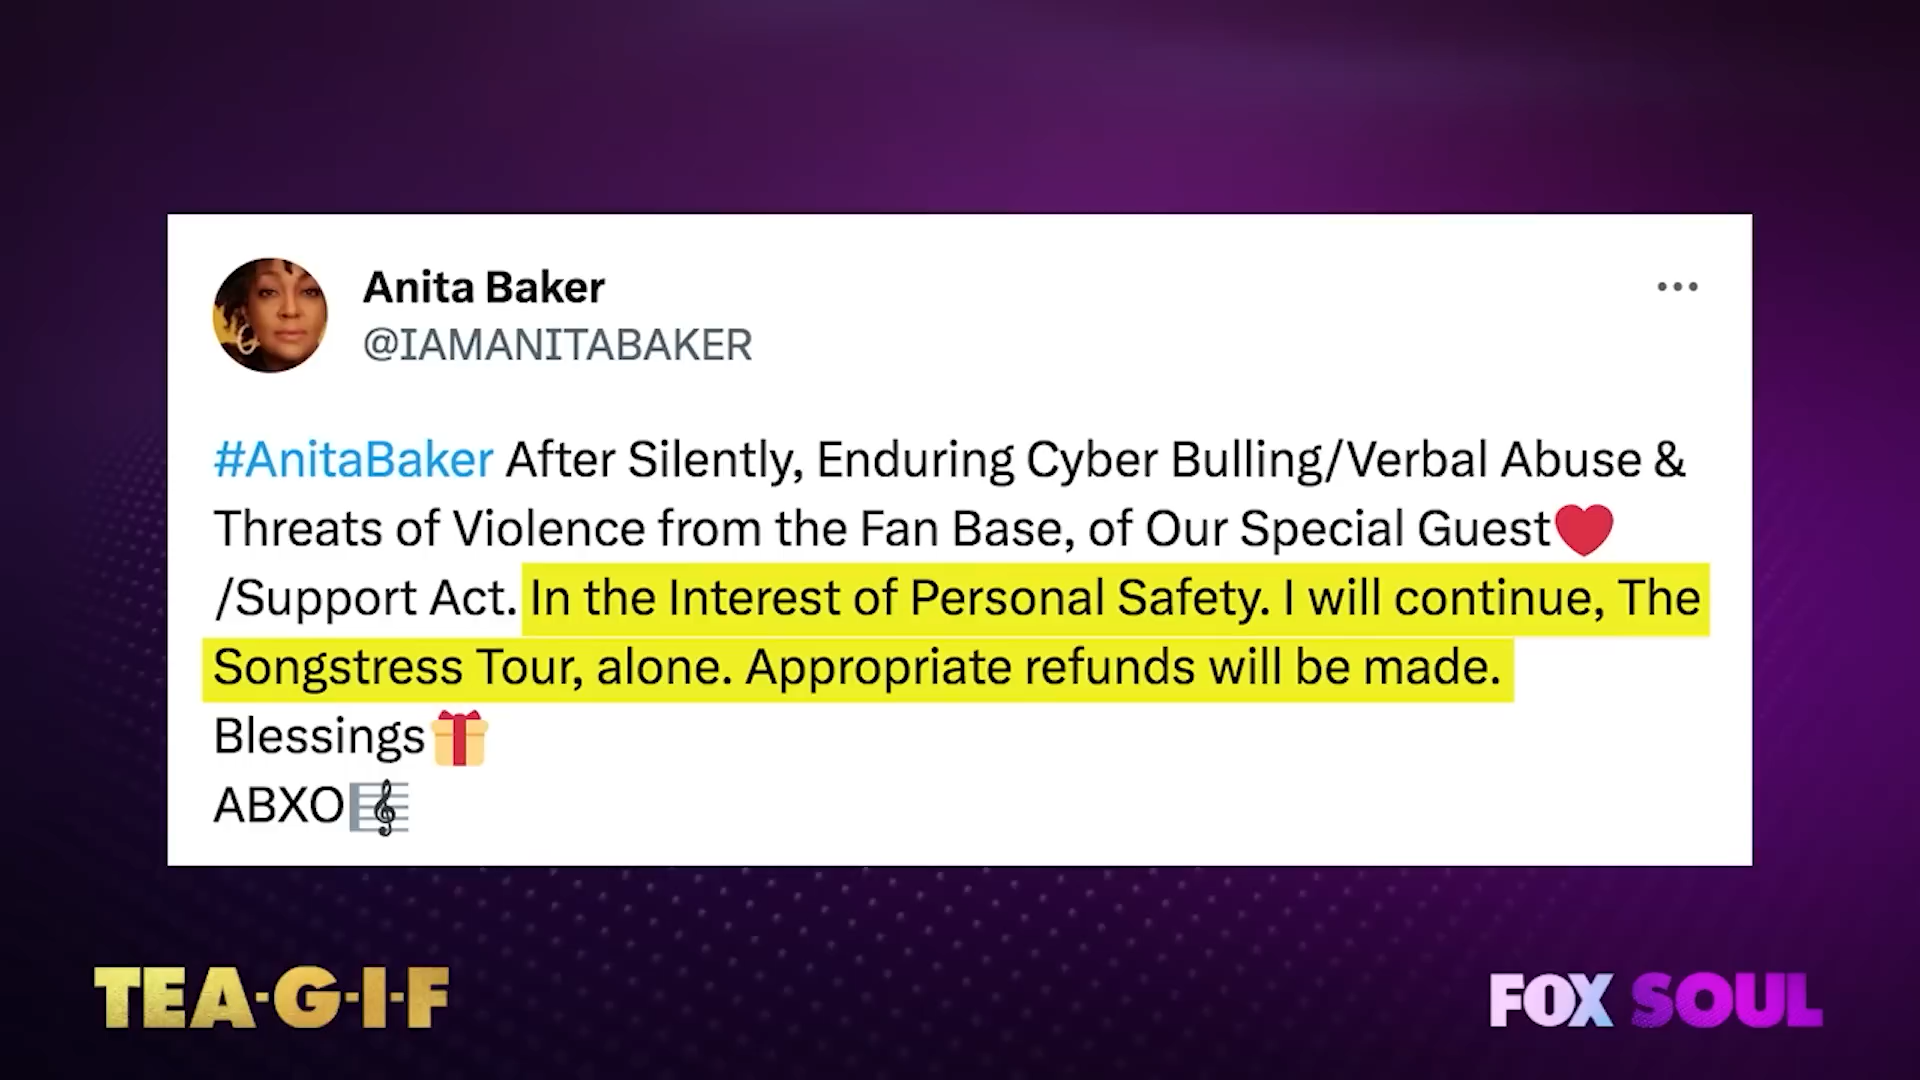 Anita Baker
@IAMANITABAKER
#AnitaBaker After Silently, Enduring Cyber Bulling/Verbal Abuse &
Threats of Violence from the Fan Base, of Our Special Guest❤️
/Support Act. In the Interest of Personal Safety. I will continue, The
Songstress Tour, alone. Appropriate refunds will be made.
Blessings🎁
ABXO🎼
TEA-G-I-F
FOX SOUL